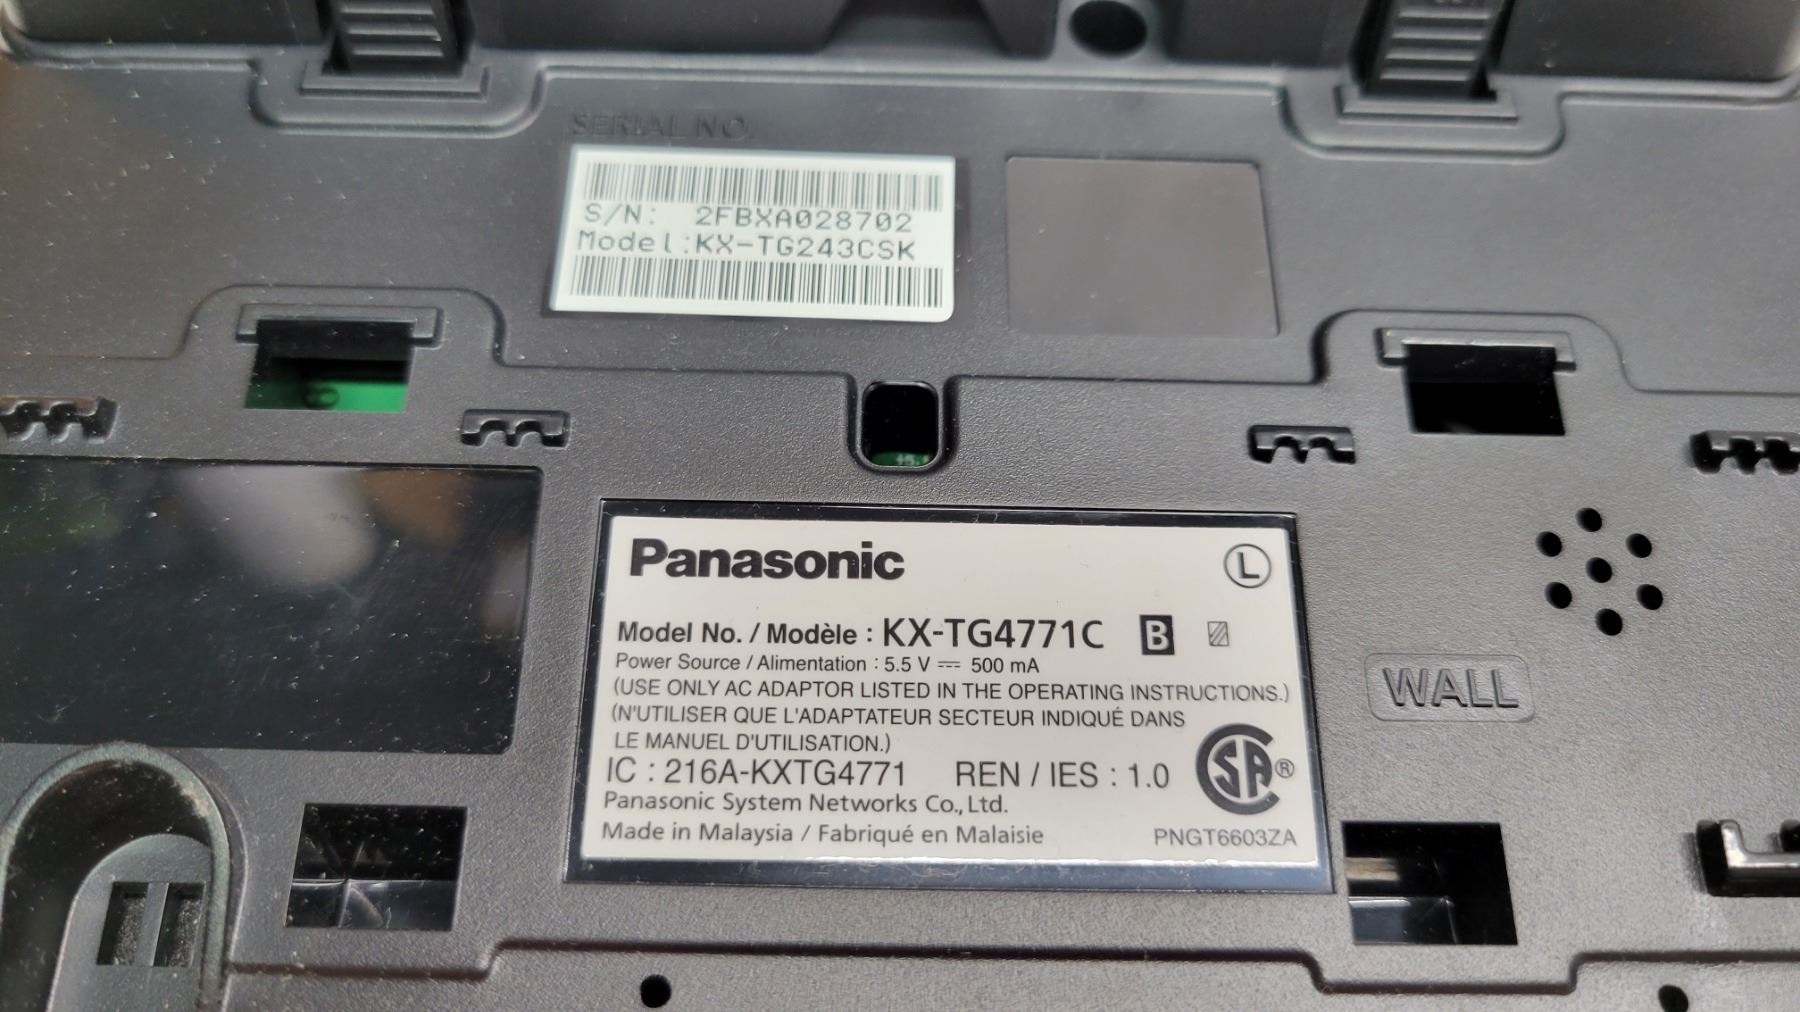 SERIAL NO.
S/N: 2FBXA028702
Model:KX-TG243CSK
Panasonic
L
Model No. / Modèle : KX-TG4771C B
Power Source / Alimentation : 5.5 V ⎓ 500 mA
(USE ONLY AC ADAPTOR LISTED IN THE OPERATING INSTRUCTIONS.)
(N'UTILISER QUE L'ADAPTATEUR SECTEUR INDIQUÉ DANS
LE MANUEL D'UTILISATION.)
IC : 216A-KXTG4771 REN / IES : 1.0
SA ®
Panasonic System Networks Co., Ltd.
Made in Malaysia / Fabriqué en Malaisie
PNGT6603ZA
WALL